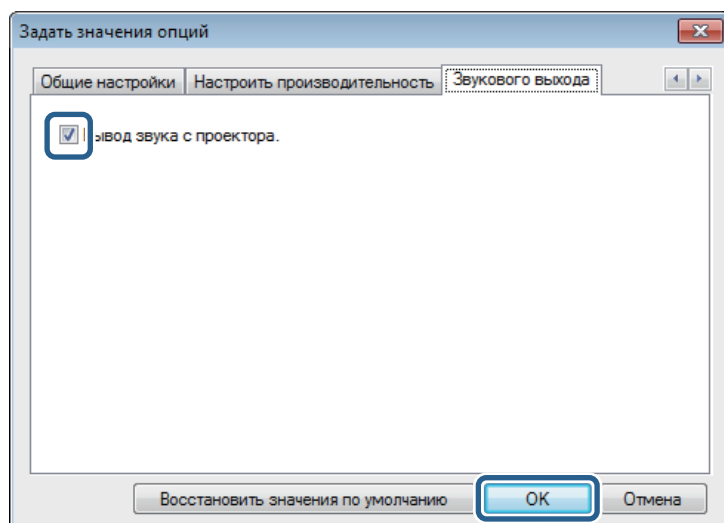 Задать значения опций
Общие настройки Настроить производительность Звукового выхода
ывод звука с проектора.
Восстановить значения по умолчанию OK Отмена